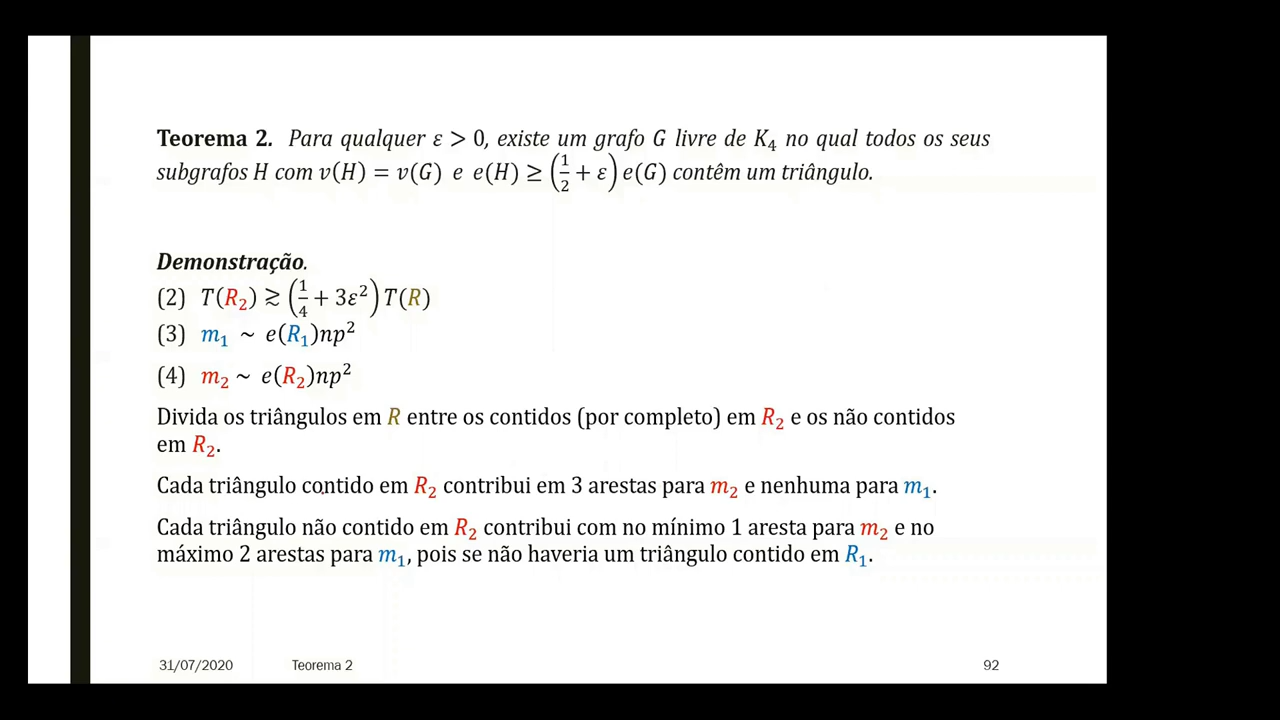 Teorema 2. Para qualquer ε > 0, existe um grafo G livre de K₄ no qual todos os seus
subgrafos H com v(H) = v(G) e e(H) ≥ (1/2 + ε) e(G) contêm um triângulo.
Demonstração.
(2) T(R₂) ≳ (1/4 + 3ε²) T(R)
(3) m₁ ~ e(R₁)np²
(4) m₂ ~ e(R₂)np²
Divida os triângulos em R entre os contidos (por completo) em R₂ e os não contidos
em R₂.
Cada triângulo contido em R₂ contribui em 3 arestas para m₂ e nenhuma para m₁.
Cada triângulo não contido em R₂ contribui com no mínimo 1 aresta para m₂ e no
máximo 2 arestas para m₁, pois se não haveria um triângulo contido em R₁.
31/07/2020 Teorema 2 92